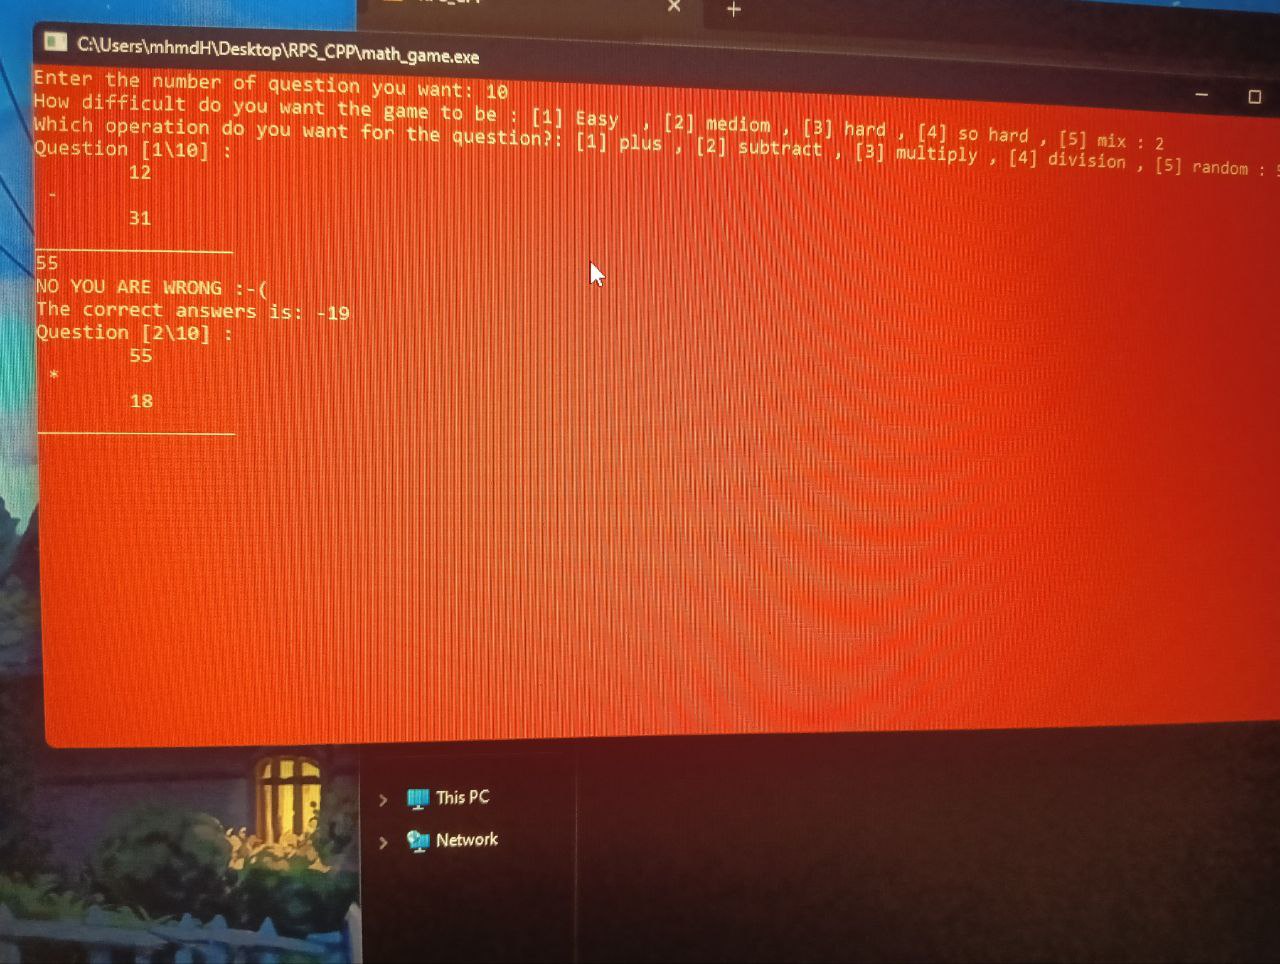 C:\Users\mhmdH\Desktop\RPS_CPP\math_game.exe
Enter the number of question you want: 10
How difficult do you want the game to be : [1] Easy , [2] mediom , [3] hard , [4] so hard , [5] mix : 2
Which operation do you want for the question?: [1] plus , [2] subtract , [3] multiply , [4] division , [5] random :
Question [1\10] :
12
-
31
55
NO YOU ARE WRONG :-(
The correct answers is: -19
Question [2\10] :
55
*
18
This PC
Network